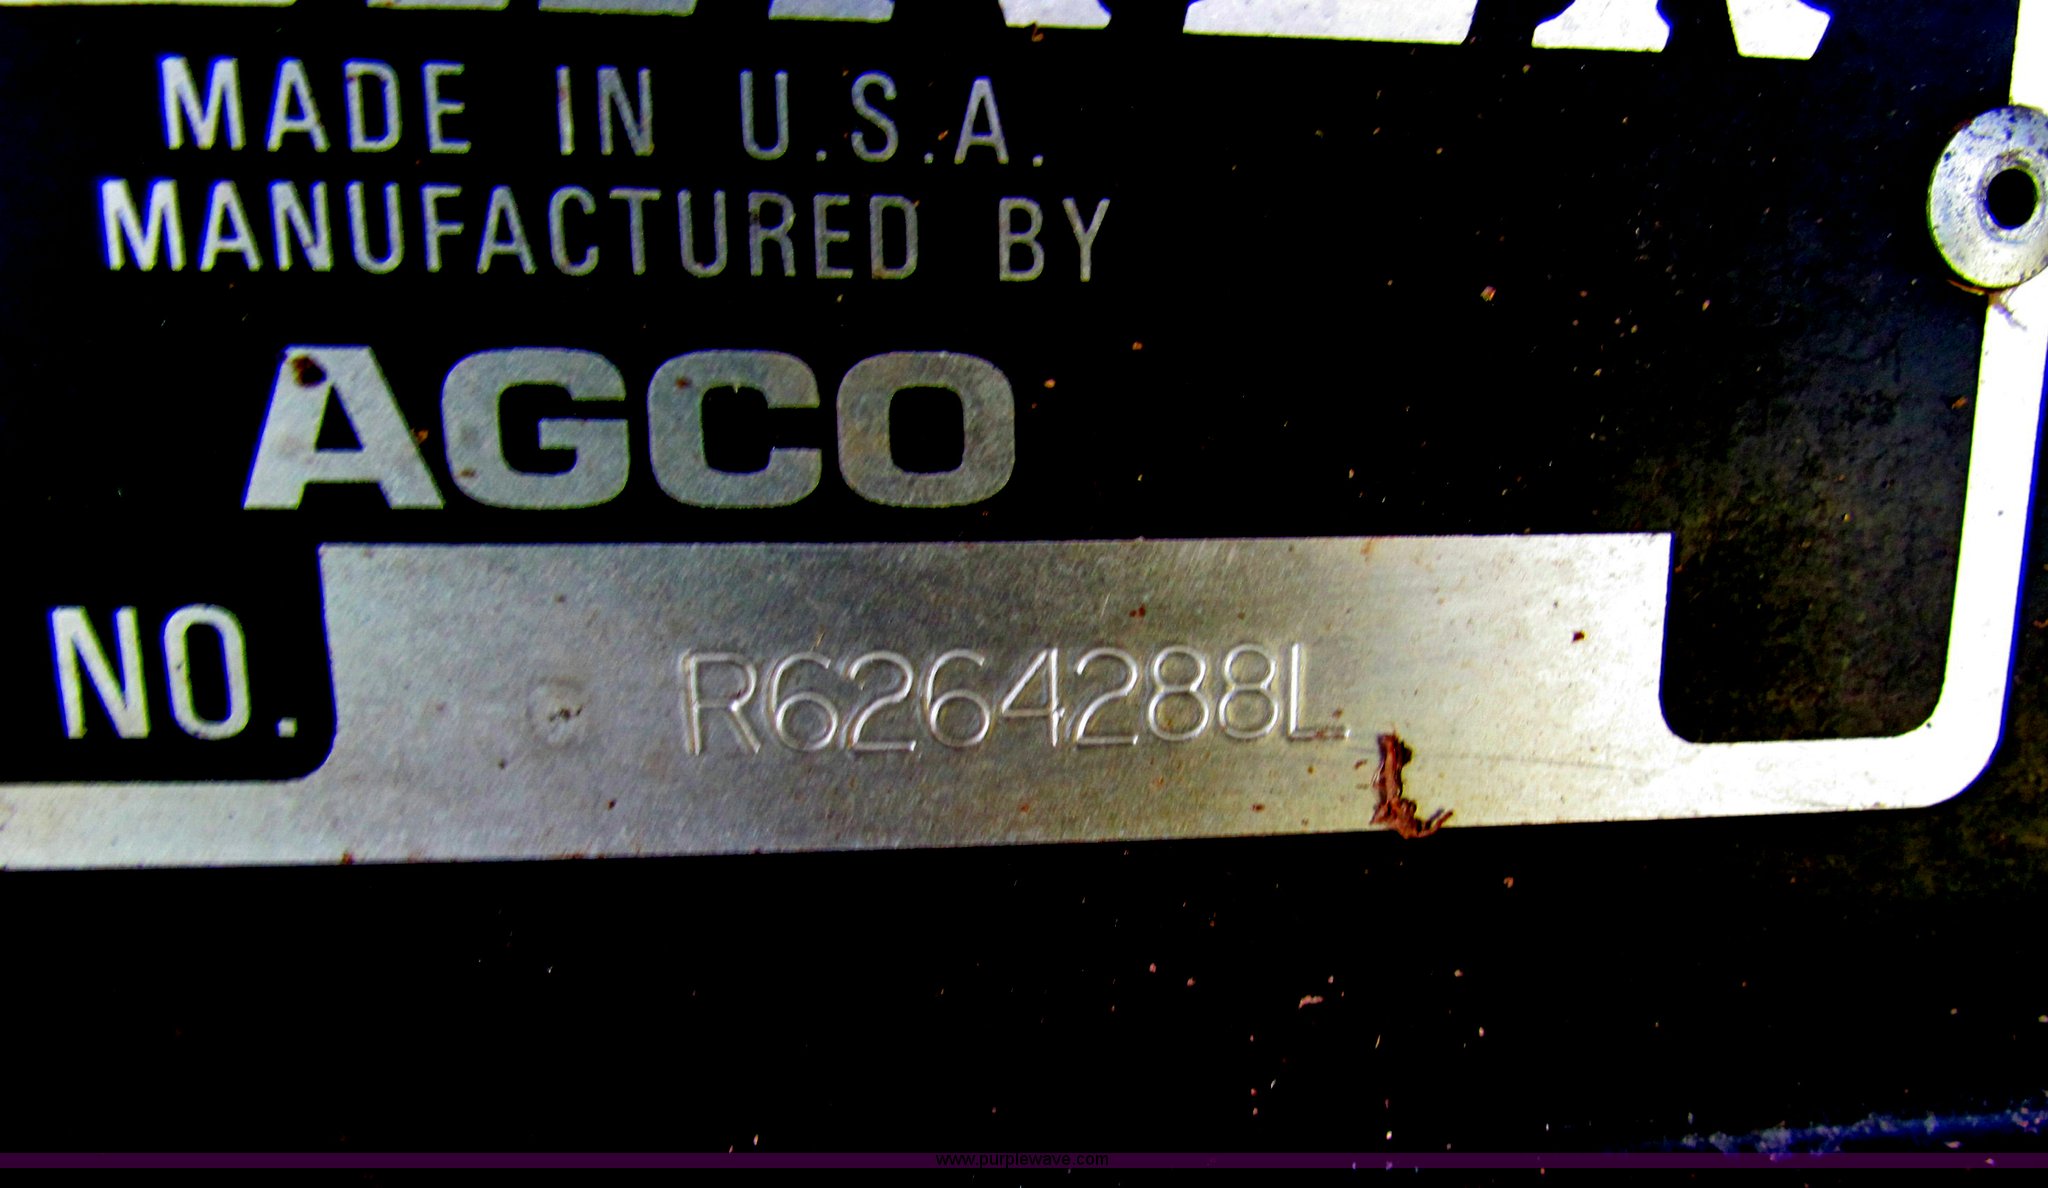 MADE IN U.S.A.
MANUFACTURED BY
AGCO
NO. R6264288L
www.purplewave.com